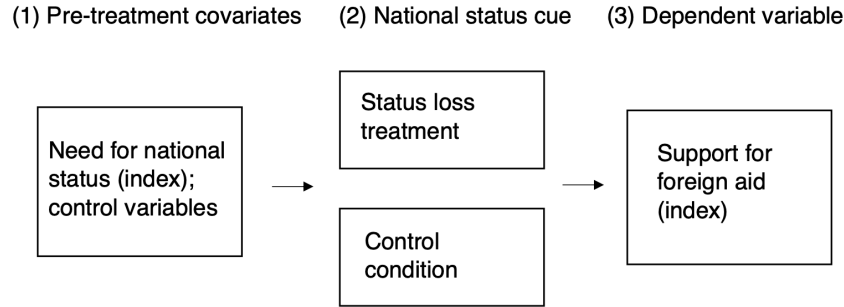 (1) Pre-treatment covariates
(2) National status cue
(3) Dependent variable
Need for national
status (index);
control variables
Status loss
treatment
Control
condition
Support for
foreign aid
(index)